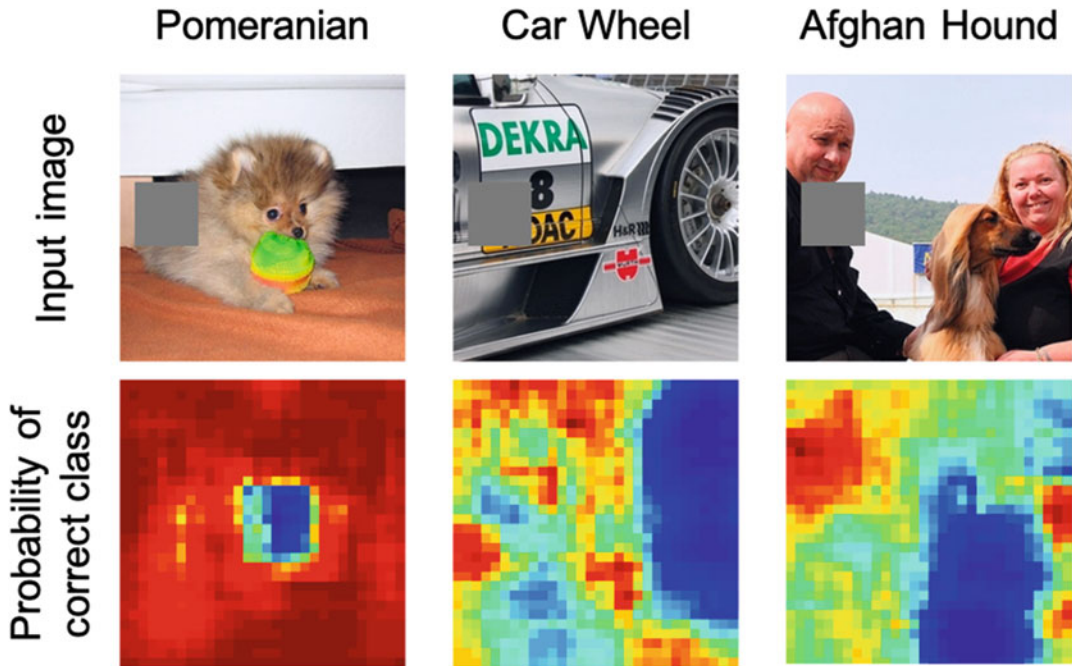 Pomeranian
Car Wheel
Afghan Hound
Input image
DEKRA
8
DAC
H&R
Probability of
correct class